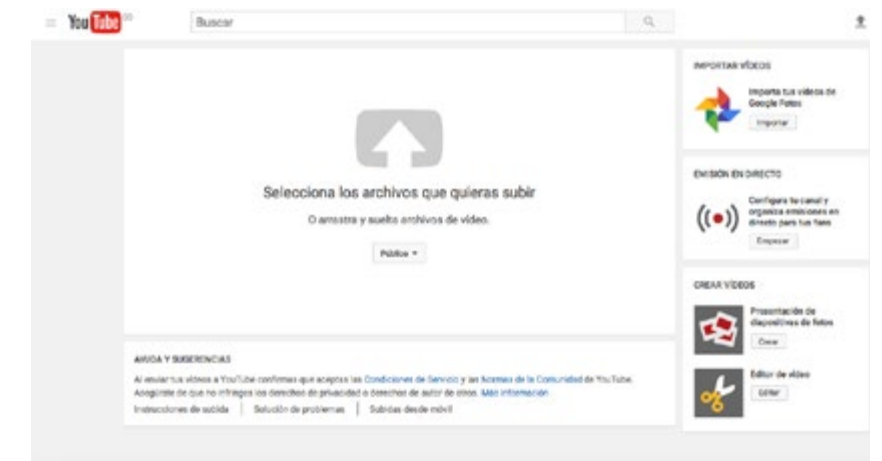 YouTube
Buscar
Selecciona los archivos que quieras subir
O arrastra y suelta archivos de vídeo.
Público
AYUDA Y SUGERENCIAS
Al enviar tus vídeos a YouTube confirmas que aceptas las Condiciones de Servicio y las Normas de la Comunidad de YouTube.
Asegúrate de que no infringes los derechos de privacidad o derechos de autor de otros. Más información
Instrucciones de subida | Solución de problemas | Subidas desde móvil
IMPORTAR VÍDEOS
Importa tus vídeos de
Google Fotos
Importar
EMISIÓN EN DIRECTO
Configura tu canal y
organiza emisiones en
directo para tus fans
Empezar
CREAR VÍDEOS
Presentación de
diapositivas de fotos
Crear
Editor de vídeo
Editar